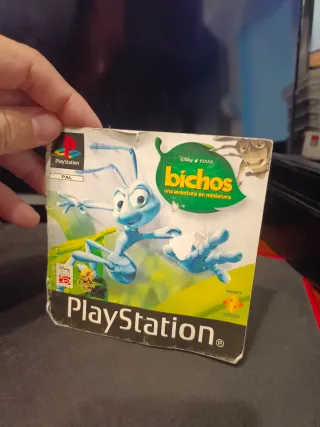 PlayStation
PAL
Disney • PIXAR
bichos
una aventura en miniatura
PlayStation®